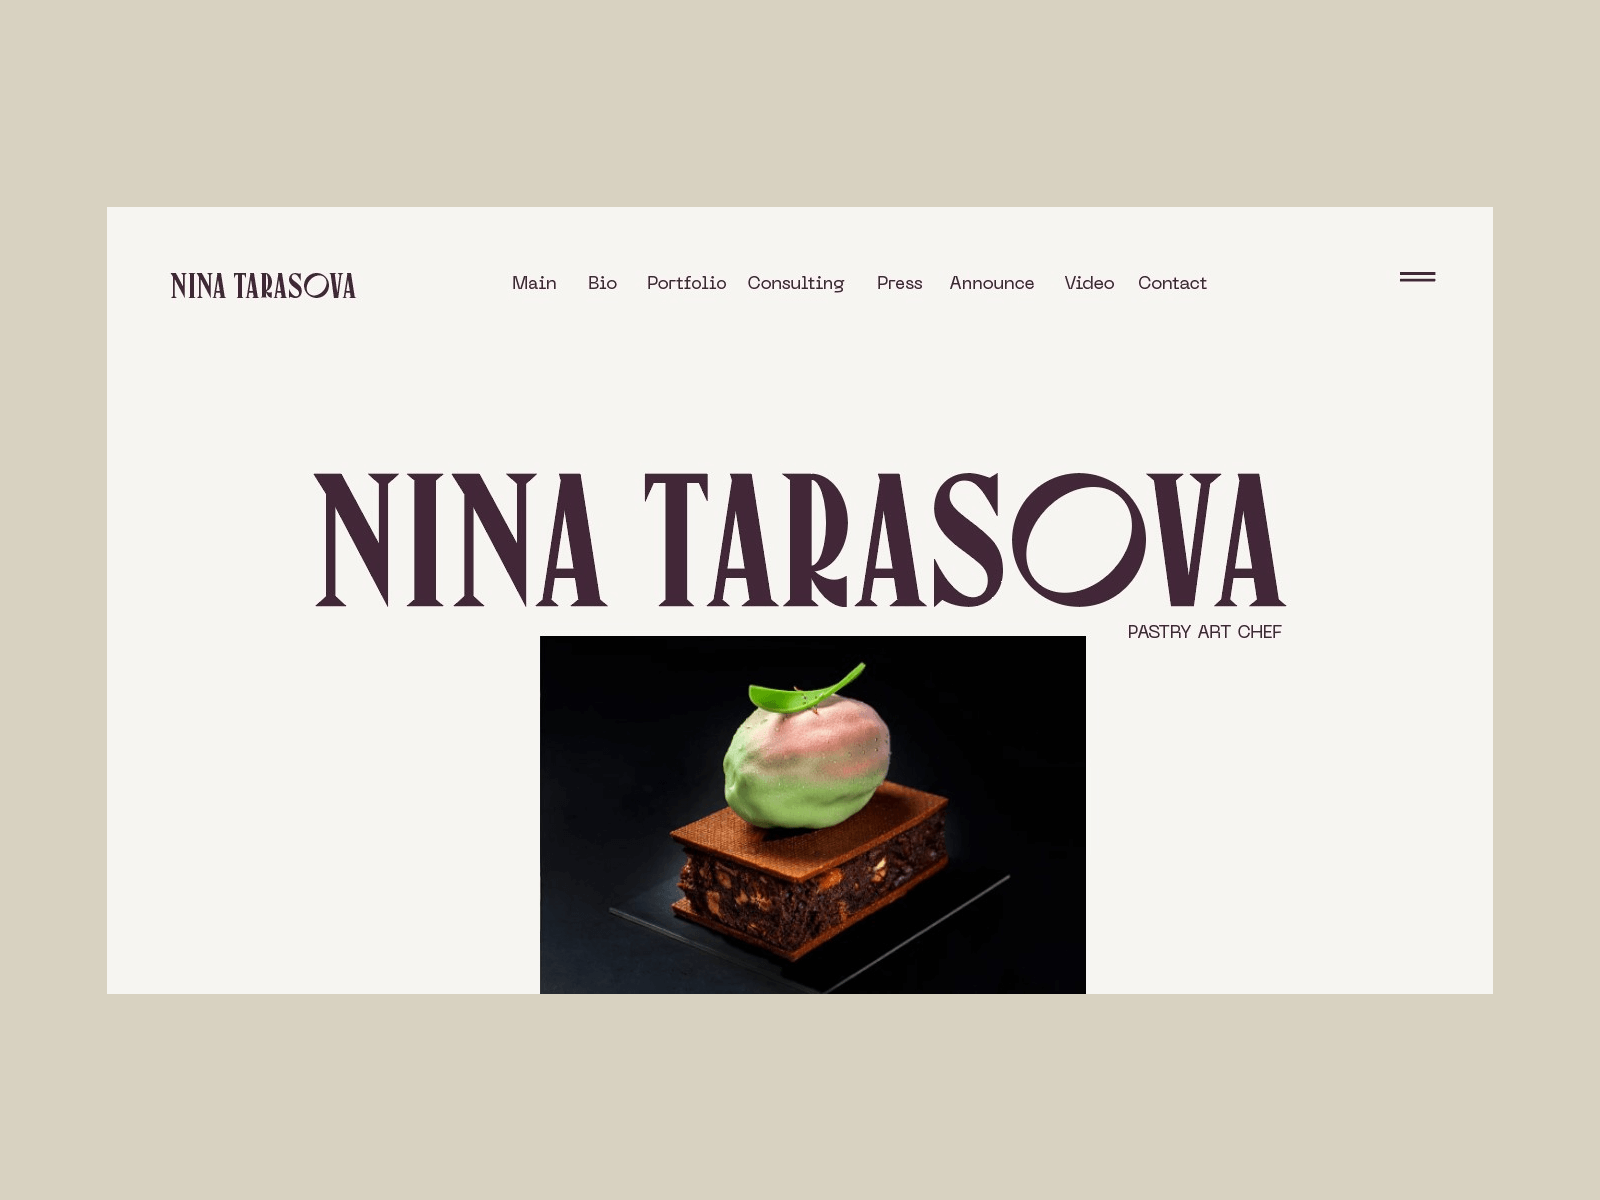 NINA TARASOVA
Main Bio Portfolio Consulting Press Announce Video Contact
NINA TARASOVA
PASTRY ART CHEF